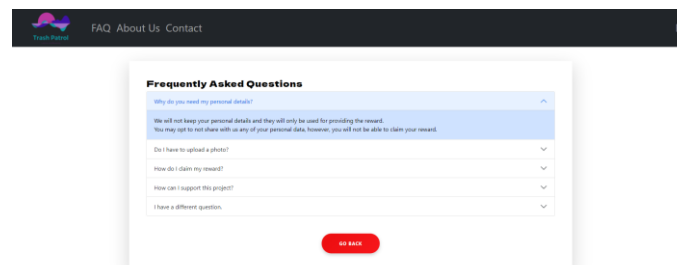 Trash Patrol
FAQ About Us Contact
Frequently Asked Questions
Why do you need my personal details?
We will not keep your personal details and they will only be used for providing the reward.
You may opt to not share with us any of your personal data, however, you will not be able to claim your reward.
Do I have to upload a photo?
How do I claim my reward?
How can I support this project?
I have a different question.
GO BACK